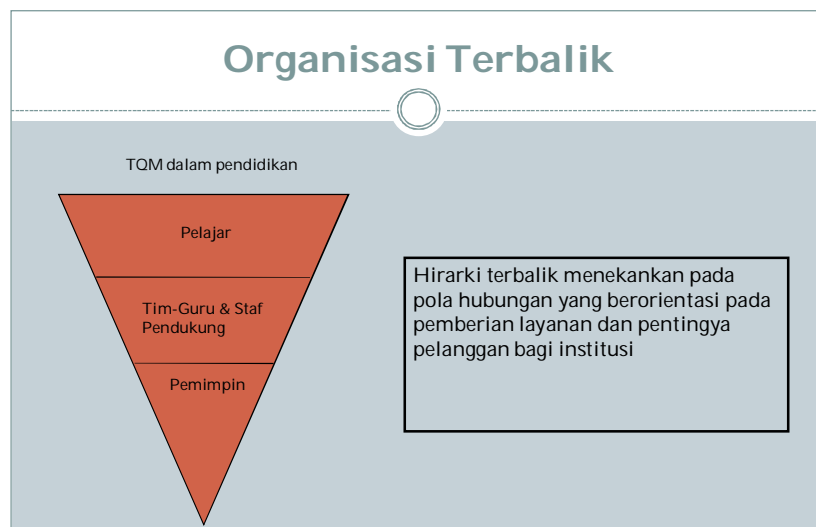 Organisasi Terbalik
TQM dalam pendidikan
Pelajar
Tim-Guru & Staf
Pendukung
Pemimpin
Hirarki terbalik menekankan pada
pola hubungan yang berorientasi pada
pemberian layanan dan pentingya
pelanggan bagi institusi